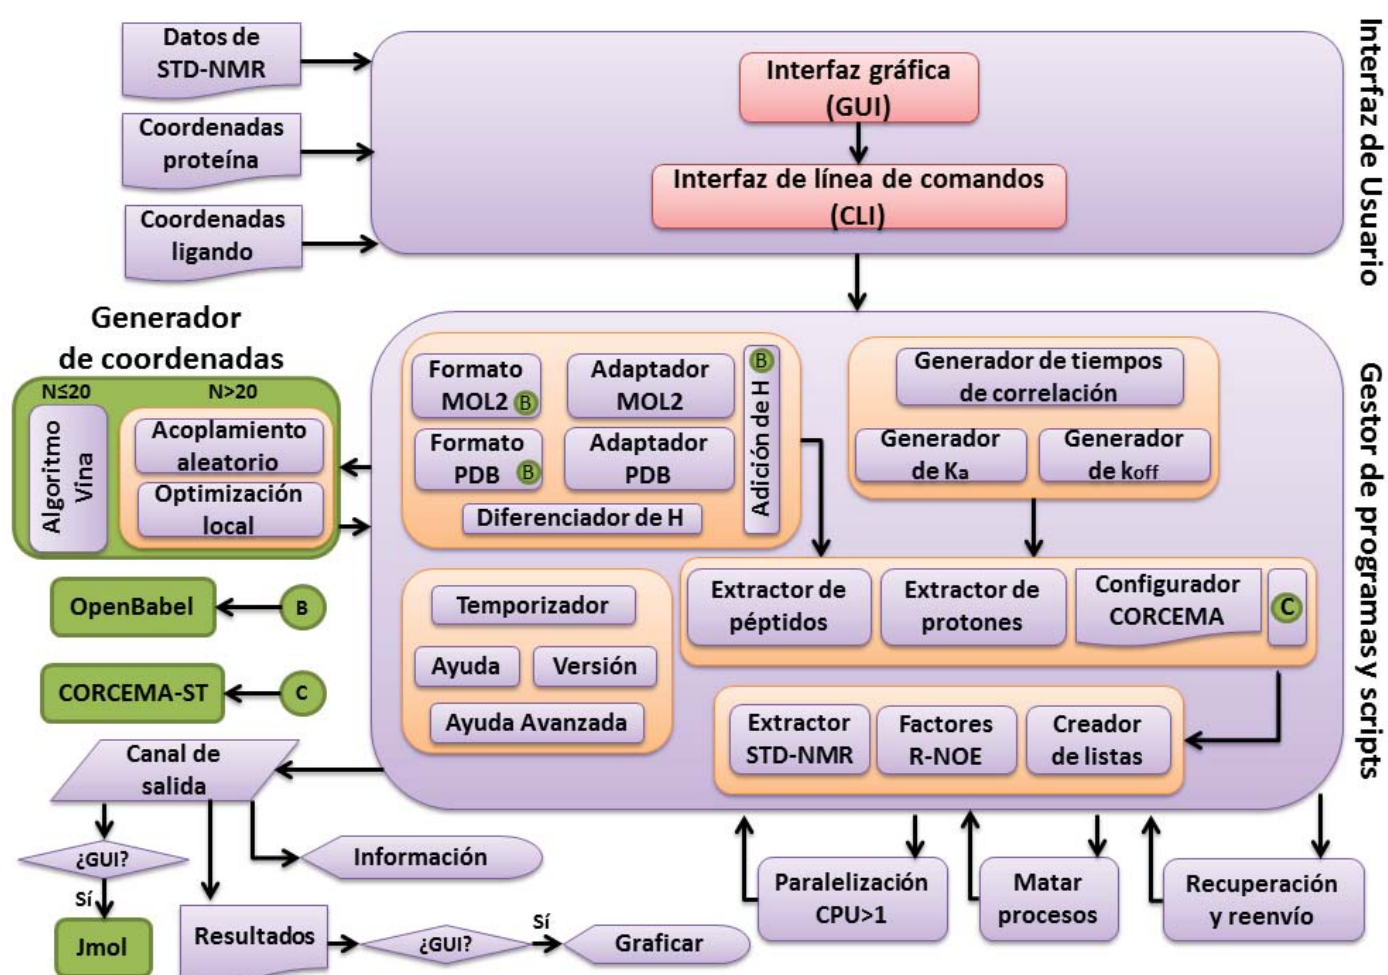 Datos de
STD-NMR
Coordenadas
proteína
Coordenadas
ligando
Interfaz gráfica
(GUI)
Interfaz de línea de comandos
(CLI)
Interfaz de Usuario
Generador
de coordenadas
N≤20
N>20
Algoritmo
Vina
Acoplamiento
aleatorio
Optimización
local
OpenBabel
B
CORCEMA-ST
C
Formato
MOL2 B
Adaptador
MOL2
Formato
PDB B
Adaptador
PDB
Diferenciador de H
Adición de H B
Generador de tiempos
de correlación
Generador
de Ka
Generador
de koff
Extractor de
péptidos
Extractor de
protones
Configurador
CORCEMA
C
Temporizador
Ayuda
Versión
Ayuda Avanzada
Extractor
STD-NMR
Factores
R-NOE
Creador
de listas
Gestor de programas y scripts
Canal de
salida
¿GUI?
Sí
Jmol
Información
Resultados
¿GUI?
Sí
Graficar
Paralelización
CPU>1
Matar
procesos
Recuperación
y reenvío